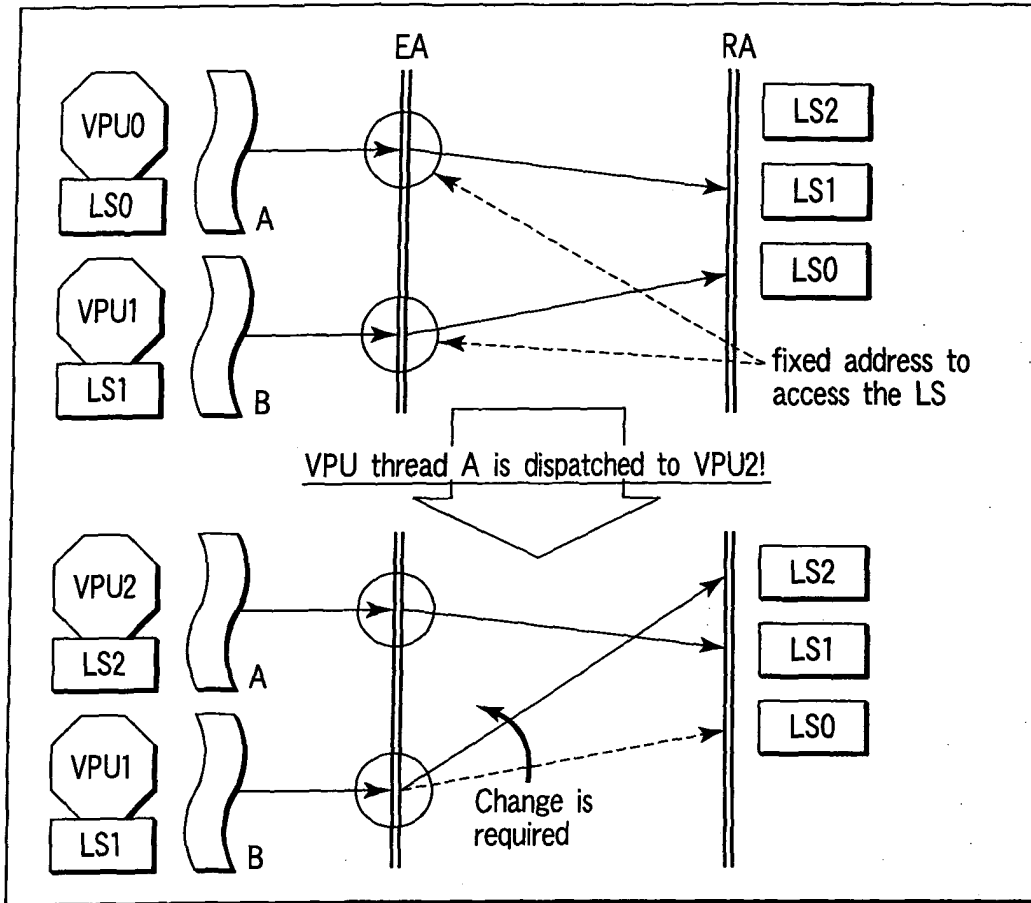 EA
RA
VPU0
LS0
A
LS2
LS1
LS0
VPU1
LS1
B
fixed address to
access the LS
VPU thread A is dispatched to VPU2!
VPU2
LS2
A
LS2
LS1
LS0
VPU1
LS1
B
Change is
required